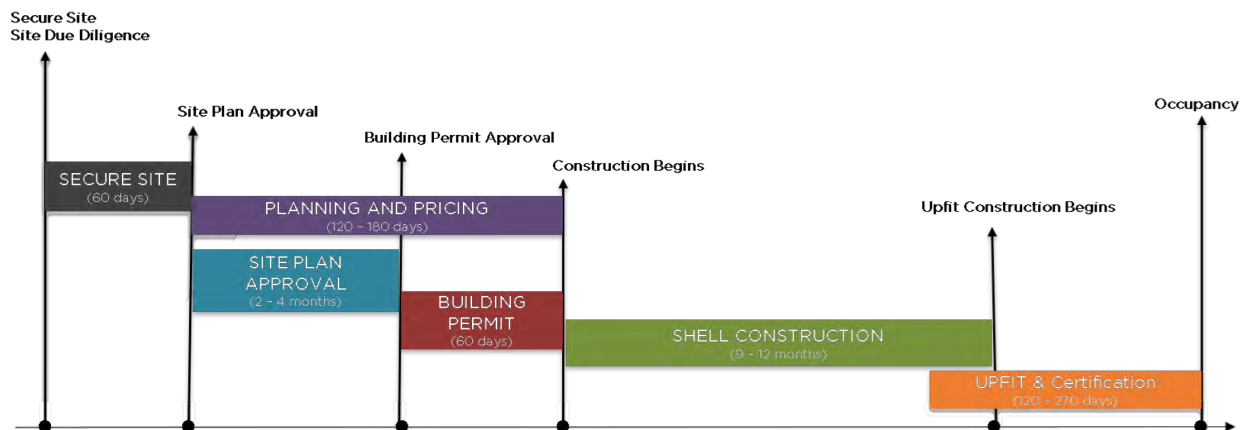 Secure Site
Site Due Diligence
Site Plan Approval
Building Permit Approval
Construction Begins
Upfit Construction Begins
Occupancy
SECURE SITE
(60 days)
PLANNING AND PRICING
(120 – 180 days)
SITE PLAN
APPROVAL
(2 – 4 months)
BUILDING
PERMIT
(60 days)
SHELL CONSTRUCTION
(9 - 12 months)
UPFIT & Certification
(120 – 270 days)